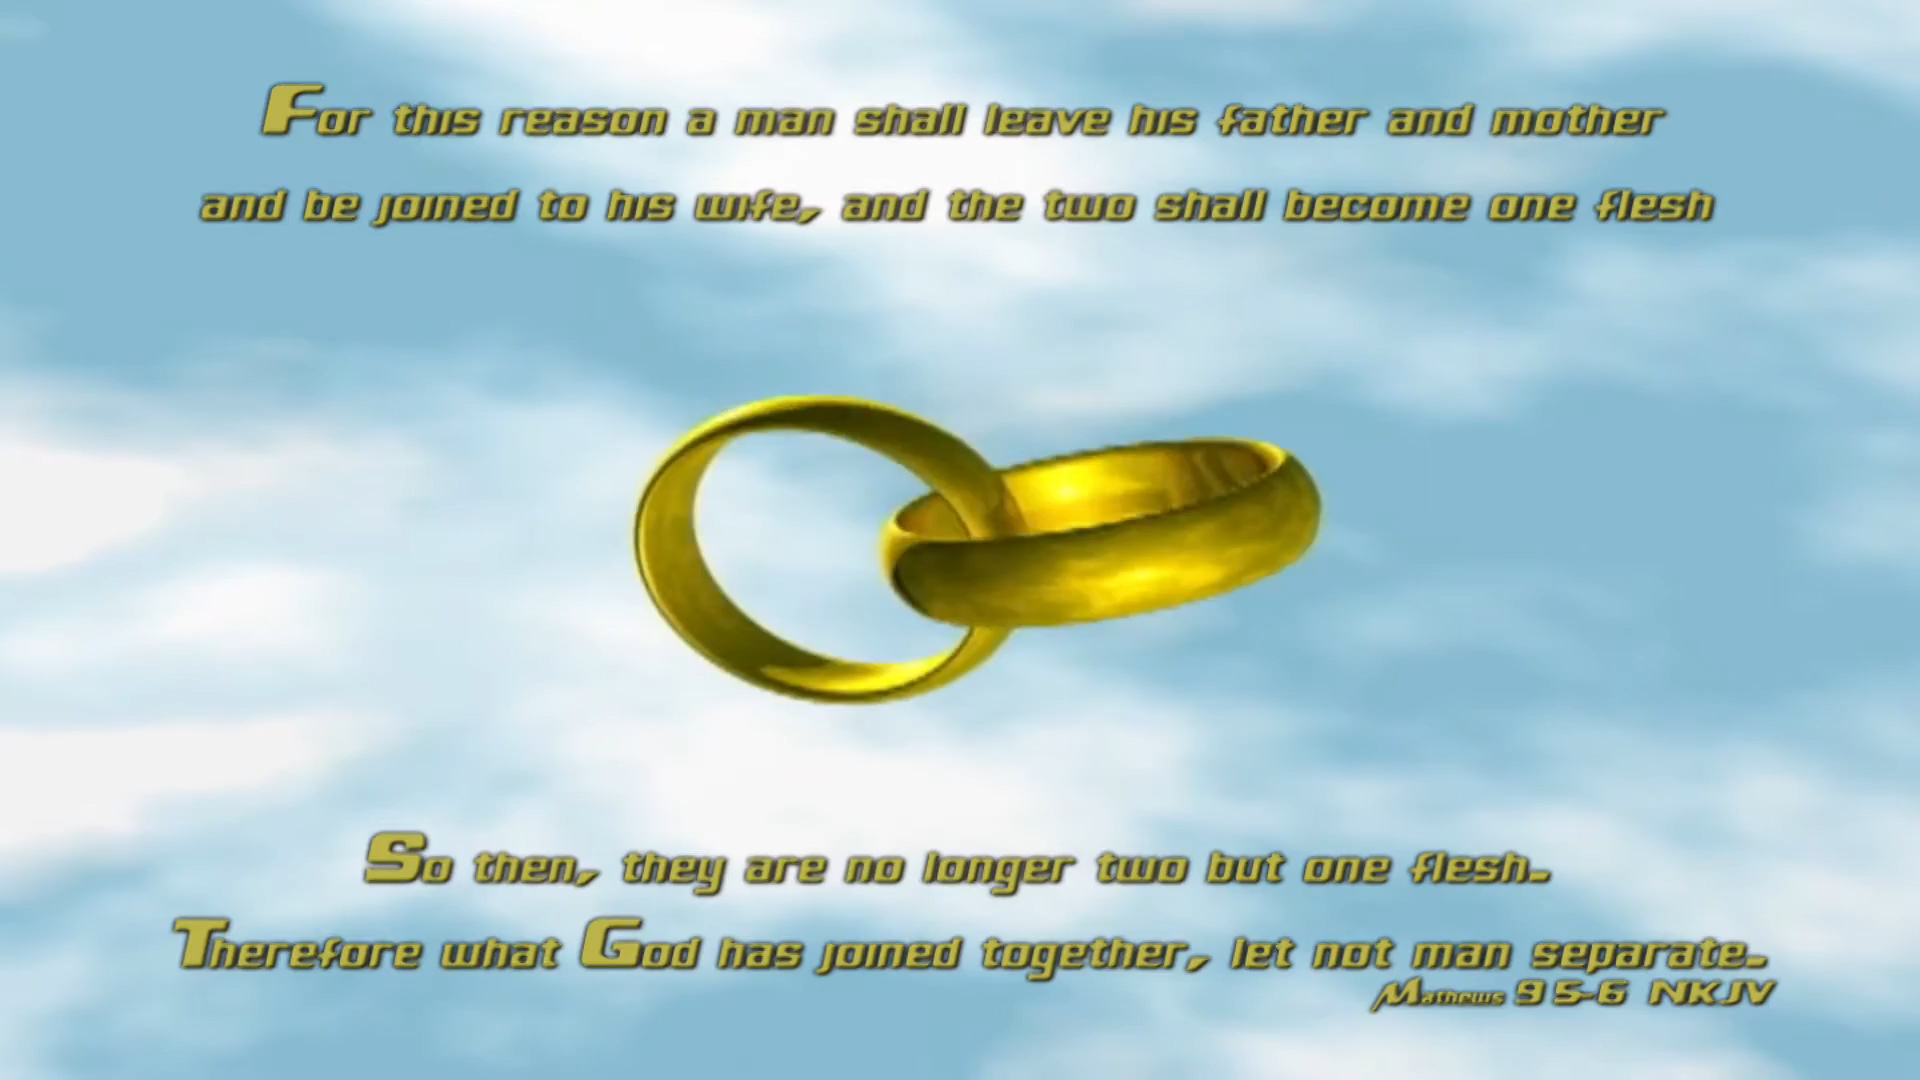 For this reason a man shall leave his father and mother
and be joined to his wife, and the two shall become one flesh
So then, they are no longer two but one flesh.
Therefore what God has joined together, let not man separate.
Mathews 9 5-6 NKJV